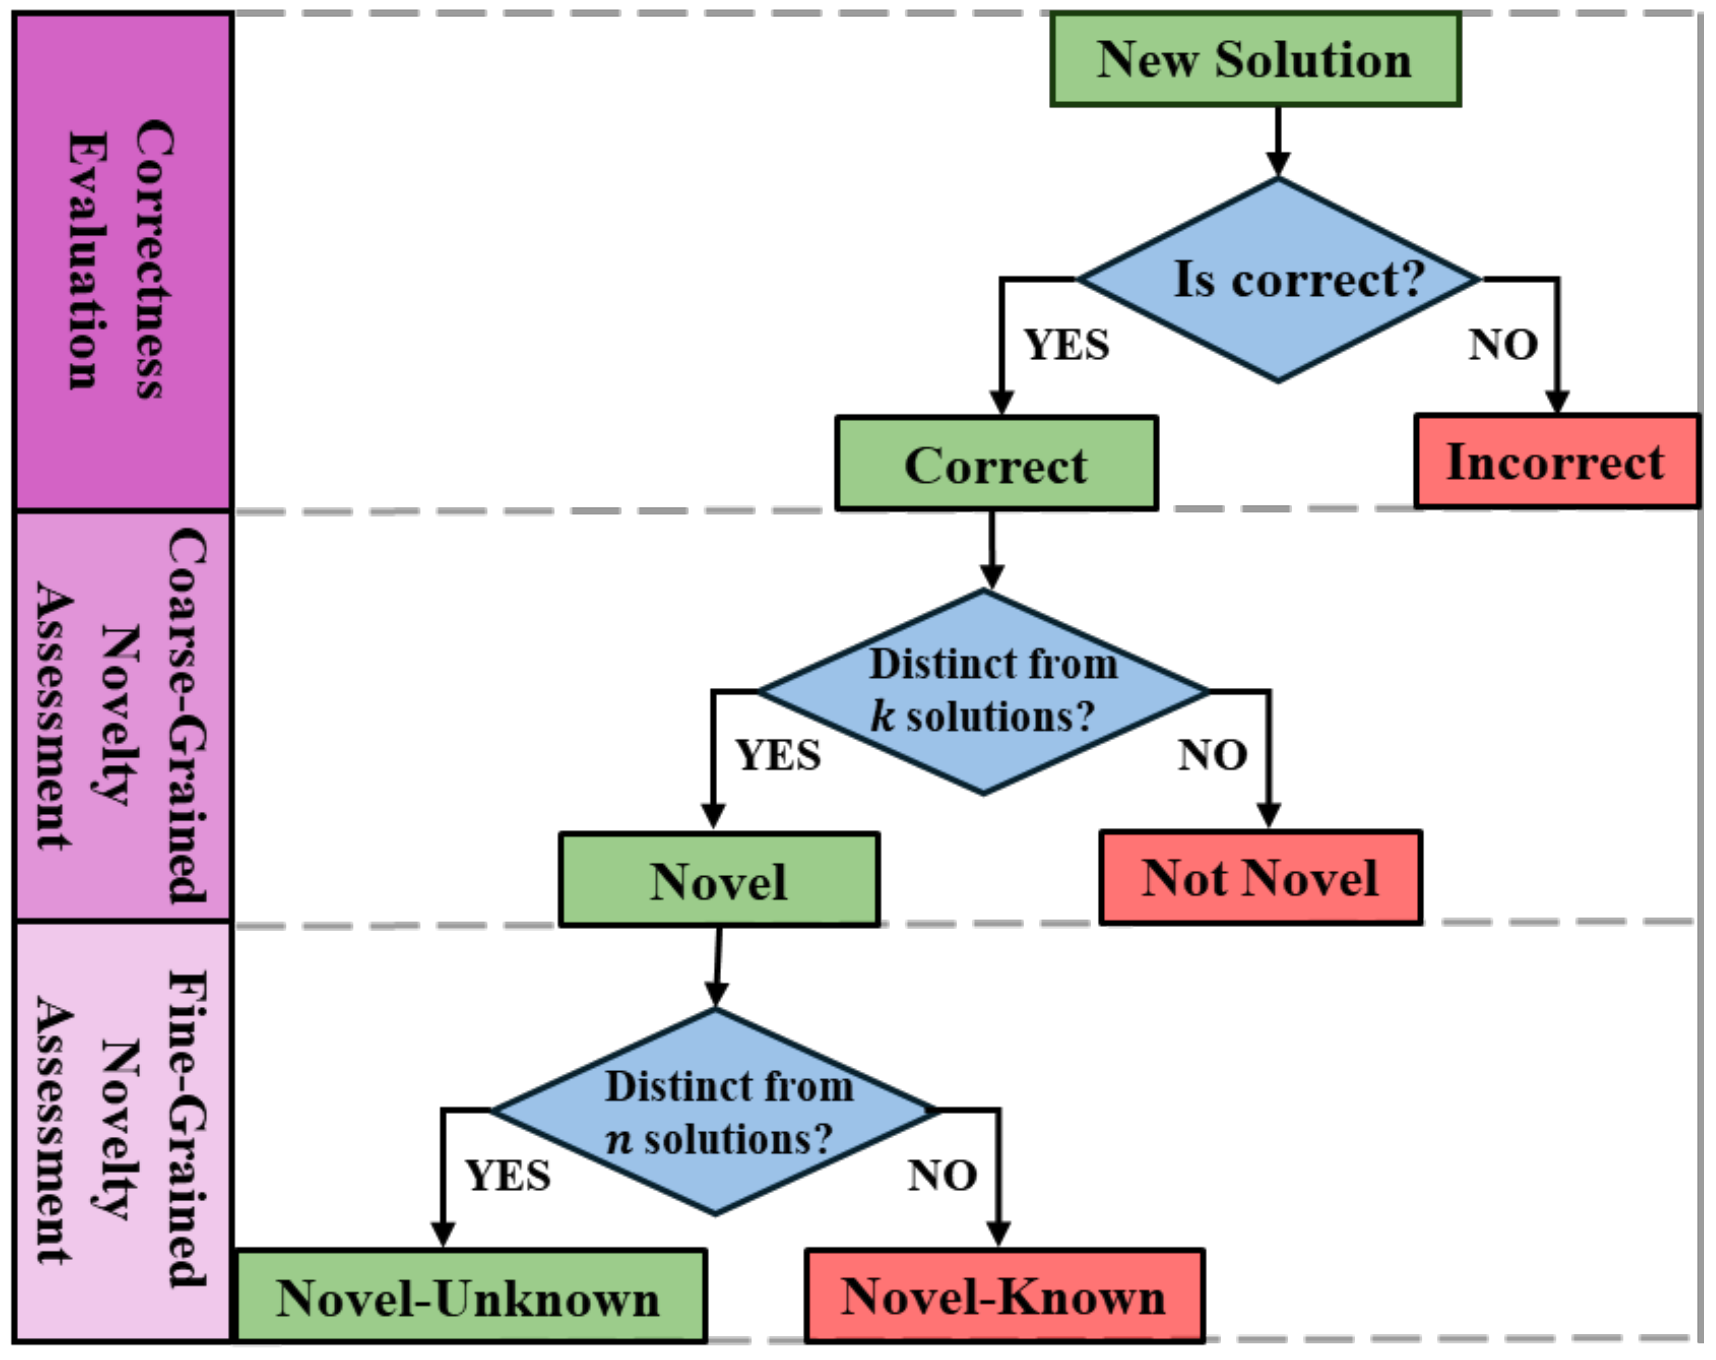 Correctness
Evaluation
New Solution
Is correct?
YES
NO
Correct
Incorrect
Coarse-Grained
Novelty
Assessment
Distinct from
k solutions?
YES
NO
Novel
Not Novel
Fine-Grained
Novelty
Assessment
Distinct from
n solutions?
YES
NO
Novel-Unknown
Novel-Known